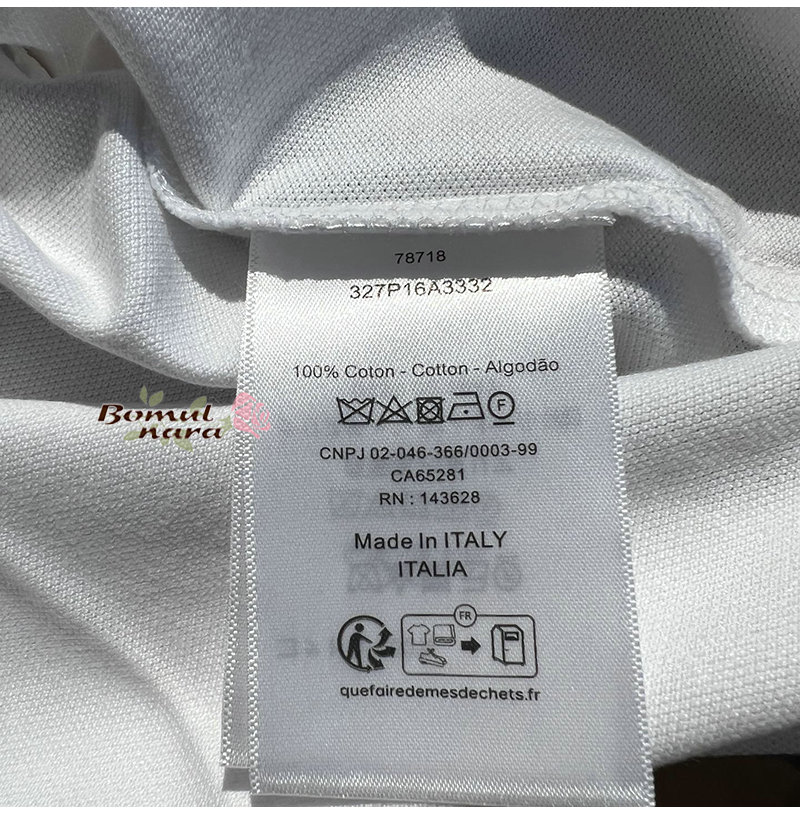 78718
327P16A3332
100% Coton - Cotton - Algodão
F
Bomul
nara
CNPJ 02-046-366/0003-99
CA65281
RN : 143628
Made In ITALY
ITALIA
FR
quefairedemesdechets.fr